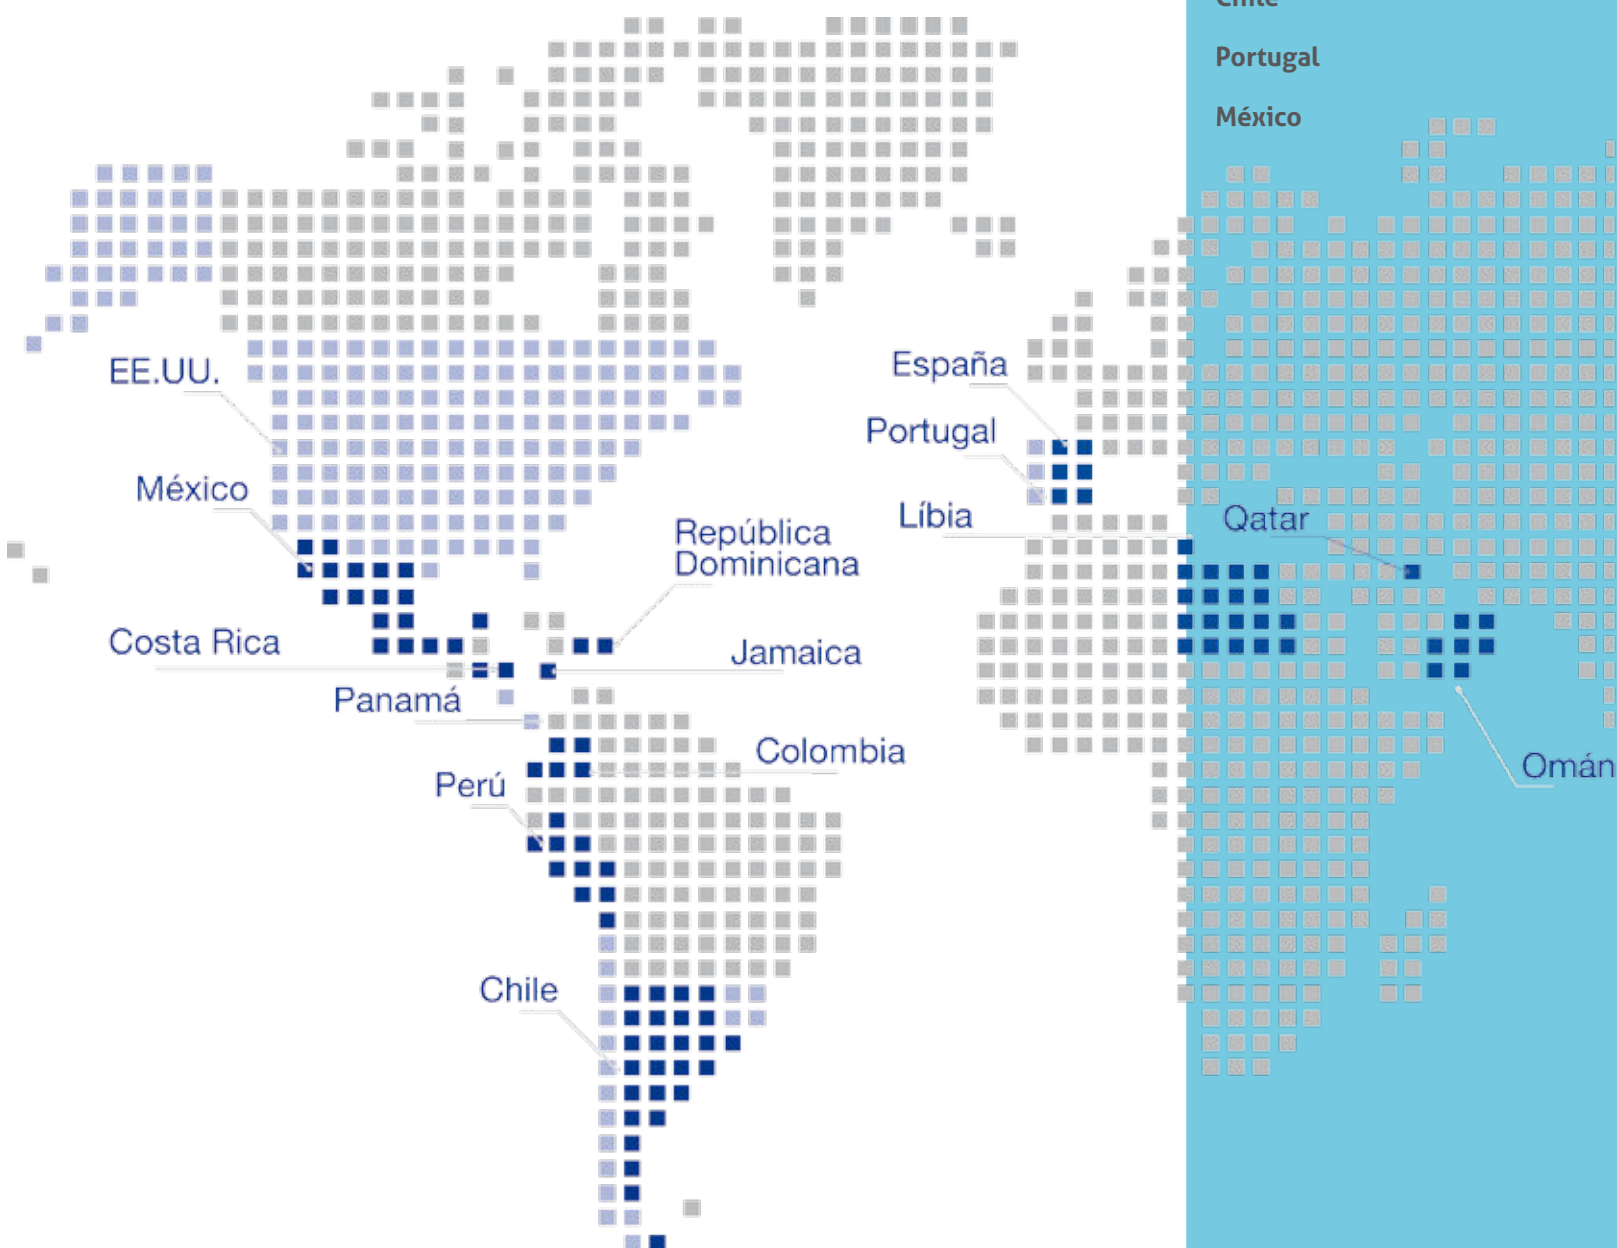 Chile
Portugal
México
EE.UU.
España
Portugal
México
Líbia
Qatar
República
Dominicana
Costa Rica
Jamaica
Panamá
Colombia
Perú
Omán
Chile